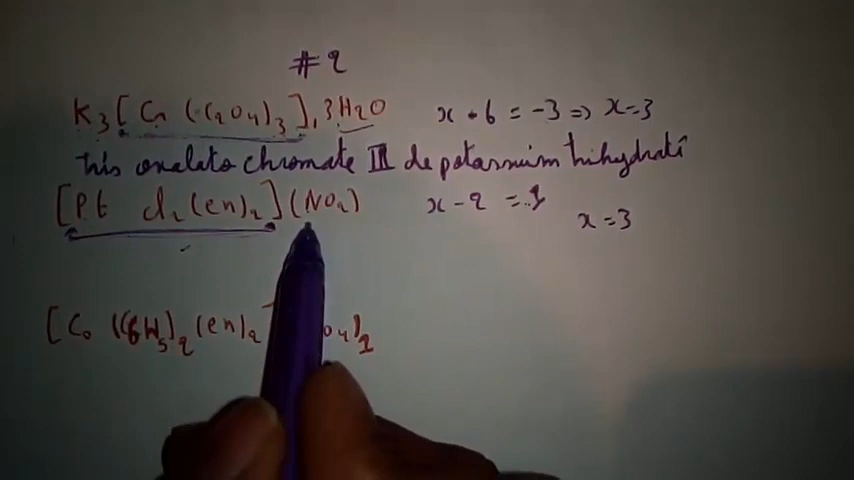 # 2
K3 [Cr (C2O4)3], 3H2O x - 6 = -3 => x = 3
tris oxalato chromate III de potassium trihydraté
[Pt cl2 (en)2] (NO2) x - 2 = 1
x = 3
[Co (C6H5)2 (en)2 O4)2